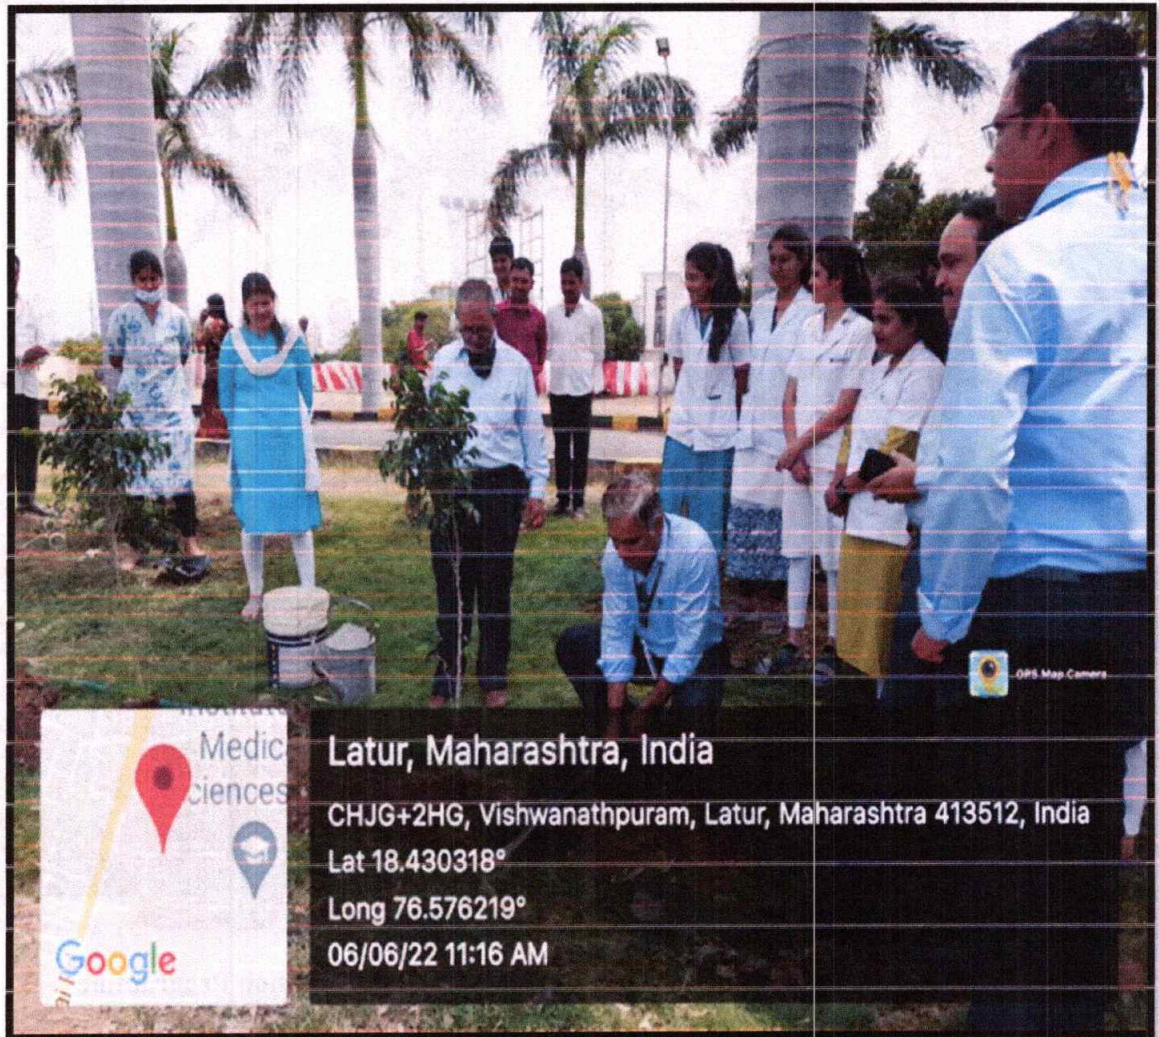 GPS Map Camera
Medic
ciences
Google
Latur, Maharashtra, India
CHJG+2HG, Vishwanathpuram, Latur, Maharashtra 413512, India
Lat 18.430318°
Long 76.576219°
06/06/22 11:16 AM